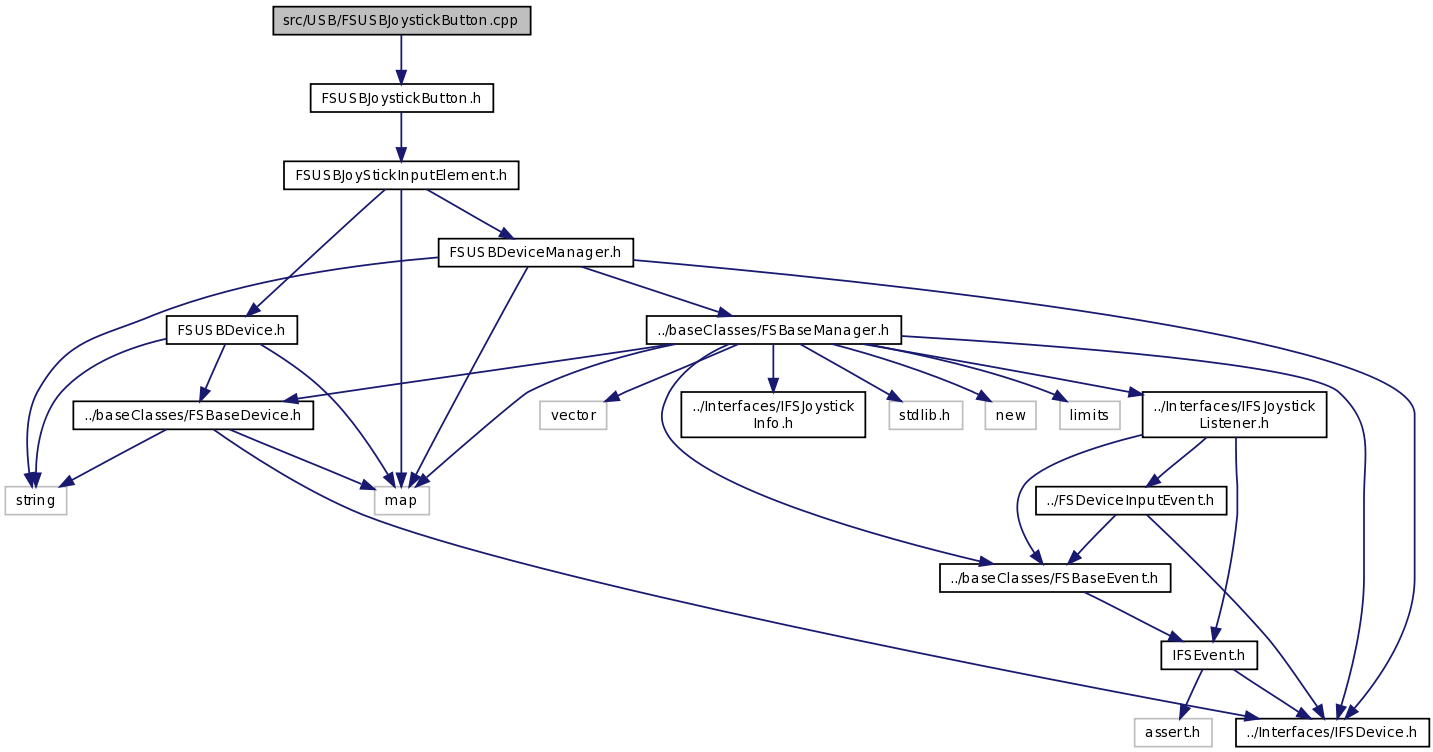 src/USB/FSUSBJoystickButton.cpp
FSUSBJoystickButton.h
FSUSBJoyStickInputElement.h
FSUSBDeviceManager.h
FSUSBDevice.h
../baseClasses/FSBaseManager.h
../baseClasses/FSBaseDevice.h
vector
../Interfaces/IFSJoystick
Info.h
stdlib.h
new
limits
../Interfaces/IFSJoystick
Listener.h
string
map
../FSDeviceInputEvent.h
../baseClasses/FSBaseEvent.h
IFSEvent.h
assert.h
../Interfaces/IFSDevice.h